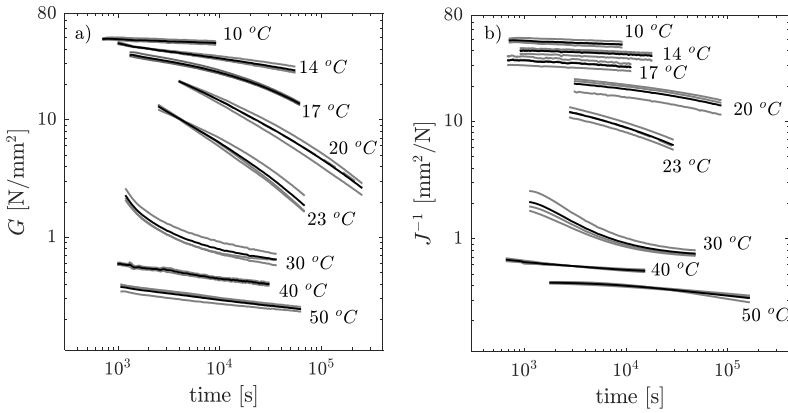 80
a)
10 °C
14 °C
17 °C
10
20 °C
23 °C
G [N/mm²]
1
30 °C
40 °C
50 °C
10³
10⁴
10⁵
time [s]
80
b)
10 °C
14 °C
17 °C
20 °C
10
23 °C
J⁻¹ [mm²/N]
1
30 °C
40 °C
50 °C
10³
10⁴
10⁵
time [s]